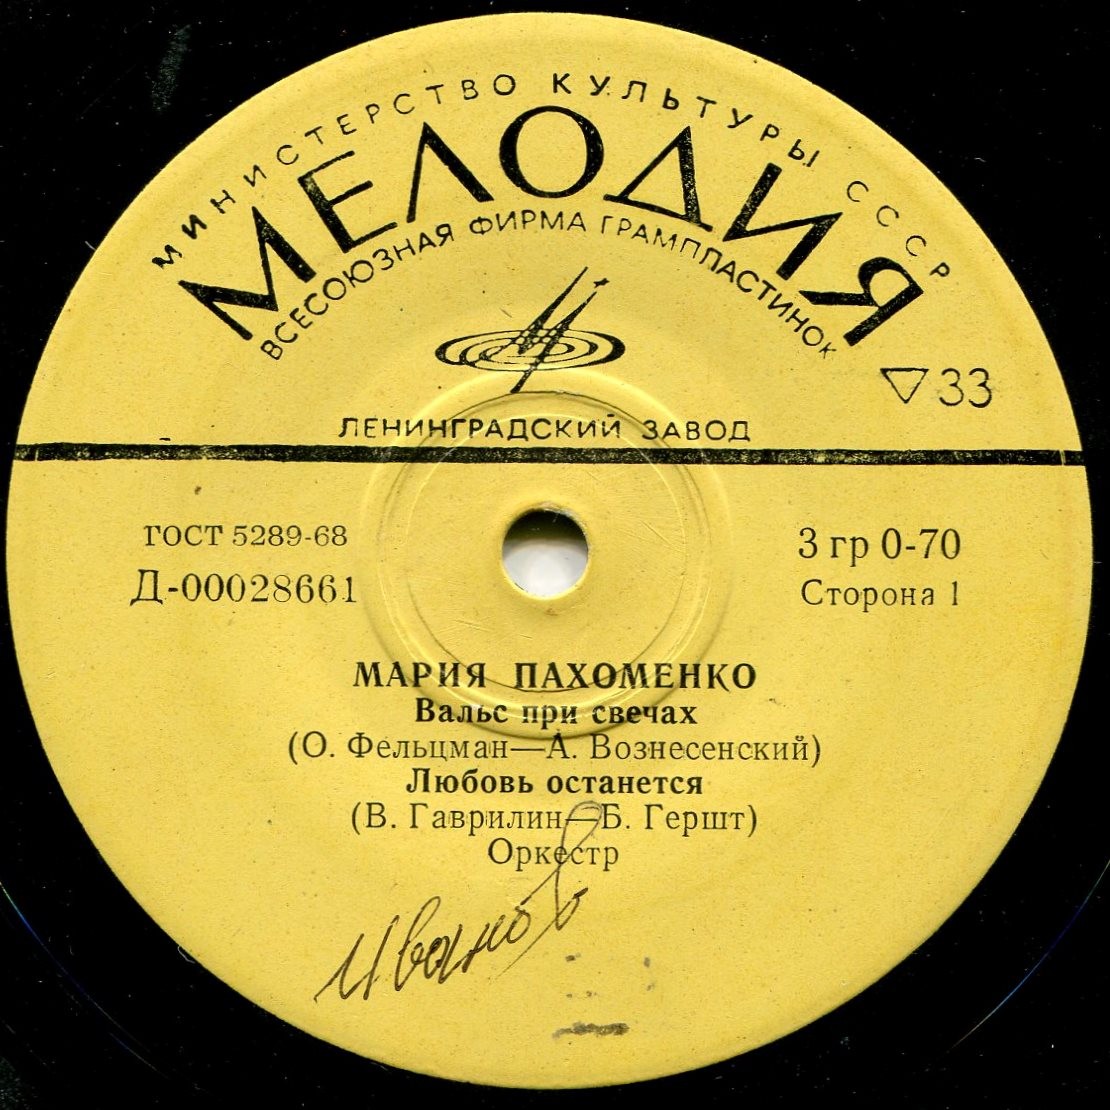 МИНИСТЕРСТВО КУЛЬТУРЫ СССР
МЕЛОДИЯ
ВСЕСОЮЗНАЯ ФИРМА ГРАМПЛАСТИНОК
33
ЛЕНИНГРАДСКИЙ ЗАВОД
ГОСТ 5289-68
3 гр 0-70
Д-00028661
Сторона 1
МАРИЯ ПАХОМЕНКО
Вальс при свечах
(О. Фельцман—А. Вознесенский)
Любовь останется
(В. Гаврилин—Б. Гершт)
Оркестр
Иванов